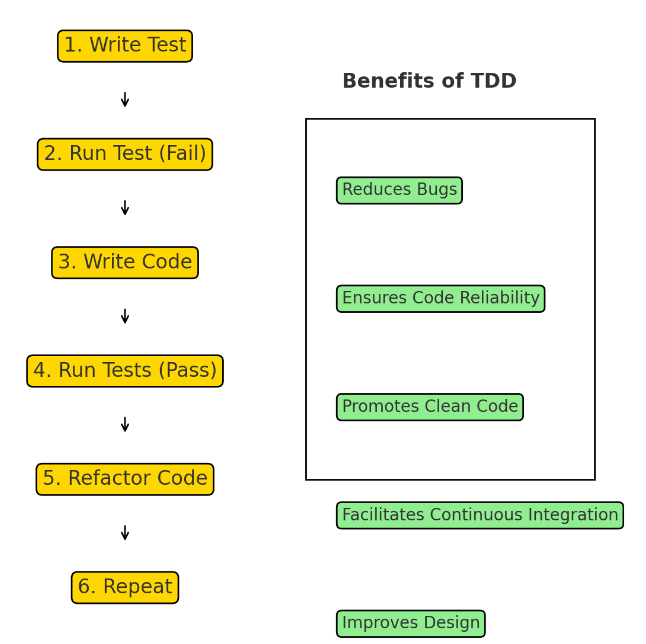 1. Write Test
2. Run Test (Fail)
3. Write Code
4. Run Tests (Pass)
5. Refactor Code
6. Repeat
Benefits of TDD
Reduces Bugs
Ensures Code Reliability
Promotes Clean Code
Facilitates Continuous Integration
Improves Design